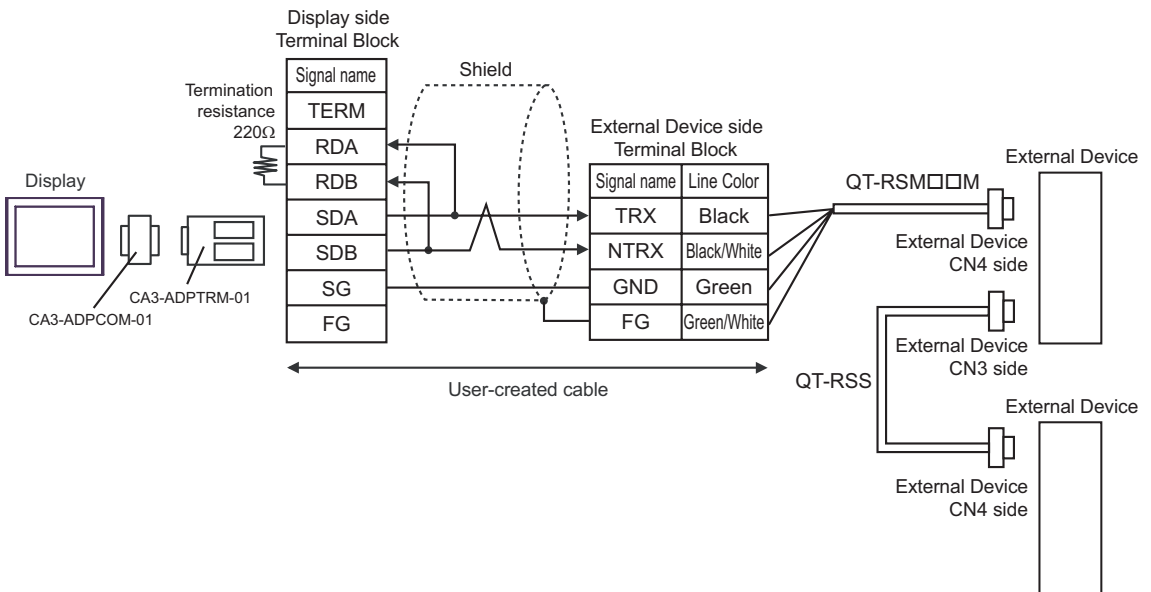 Display side
Terminal Block
Signal name
TERM
RDA
RDB
SDA
SDB
SG
FG
Termination
resistance
220Ω
Shield
Display
CA3-ADPCOM-01
CA3-ADPTRM-01
External Device side
Terminal Block
Signal name Line Color
TRX Black
NTRX Black/White
GND Green
FG Green/White
User-created cable
QT-RSM□□M
External Device
External Device
CN4 side
External Device
CN3 side
QT-RSS
External Device
External Device
CN4 side